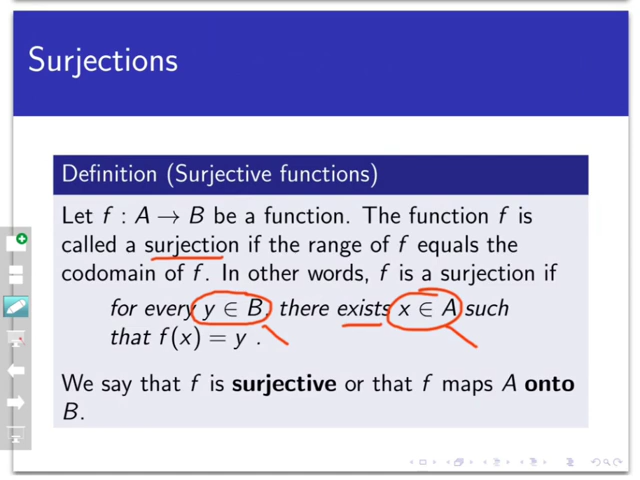 Surjections
Definition (Surjective functions)
Let f : A → B be a function. The function f is
called a surjection if the range of f equals the
codomain of f. In other words, f is a surjection if
for every y ∈ B, there exists x ∈ A such
that f(x) = y .
We say that f is surjective or that f maps A onto
B.